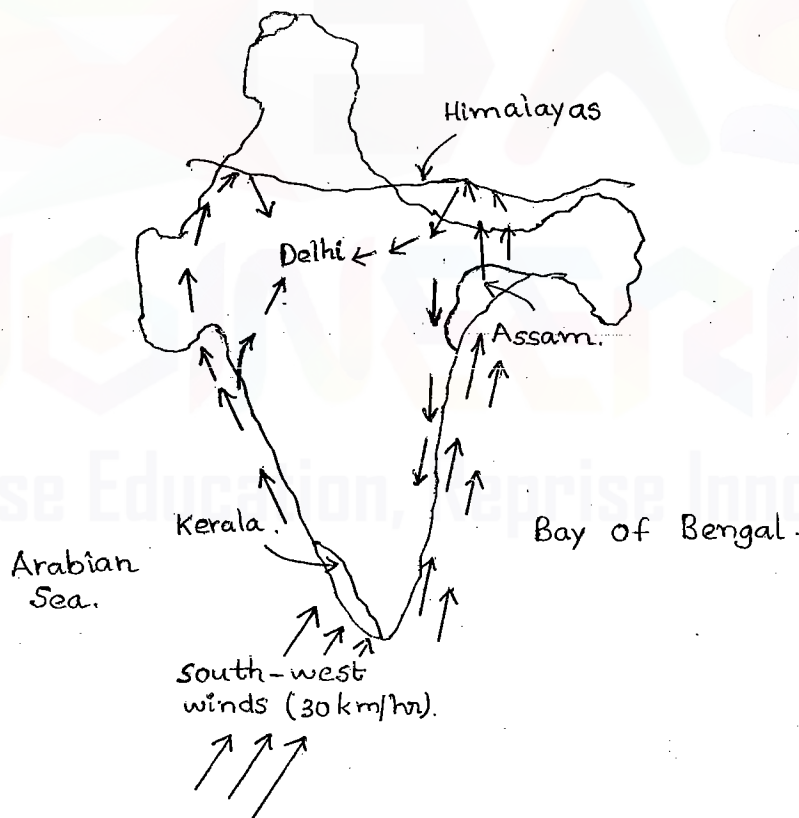 Himalayas
Delhi
Assam.
Kerala.
Bay of Bengal.
Arabian
Sea.
south-west
winds (30 km/hr).